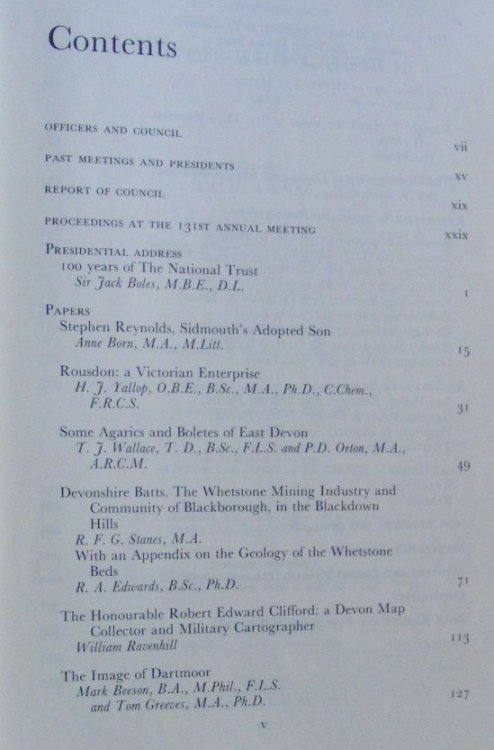 Contents
OFFICERS AND COUNCIL vii
PAST MEETINGS AND PRESIDENTS xv
REPORT OF COUNCIL xix
PROCEEDINGS AT THE 131ST ANNUAL MEETING xxix
PRESIDENTIAL ADDRESS
100 years of The National Trust
Sir Jack Boles, M.B.E., D.L. 1
PAPERS
Stephen Reynolds, Sidmouth's Adopted Son
Anne Born, M.A., M.Litt. 15
Rousdon: a Victorian Enterprise
H. J. Yallop, O.B.E., B.Sc., M.A., Ph.D., C.Chem.,
F.R.C.S. 31
Some Agarics and Boletes of East Devon
T. J. Wallace, T. D., B.Sc., F.L.S. and P.D. Orton, M.A.,
A.R.C.M. 49
Devonshire Batts. The Whetstone Mining Industry and
Community of Blackborough, in the Blackdown
Hills
R. F. G. Stanes, M.A.
With an Appendix on the Geology of the Whetstone
Beds
R. A. Edwards, B.Sc., Ph.D. 71
The Honourable Robert Edward Clifford: a Devon Map
Collector and Military Cartographer
William Ravenhill 113
The Image of Dartmoor
Mark Beeson, B.A., M.Phil., F.L.S.
and Tom Greeves, M.A., Ph.D. 127
v